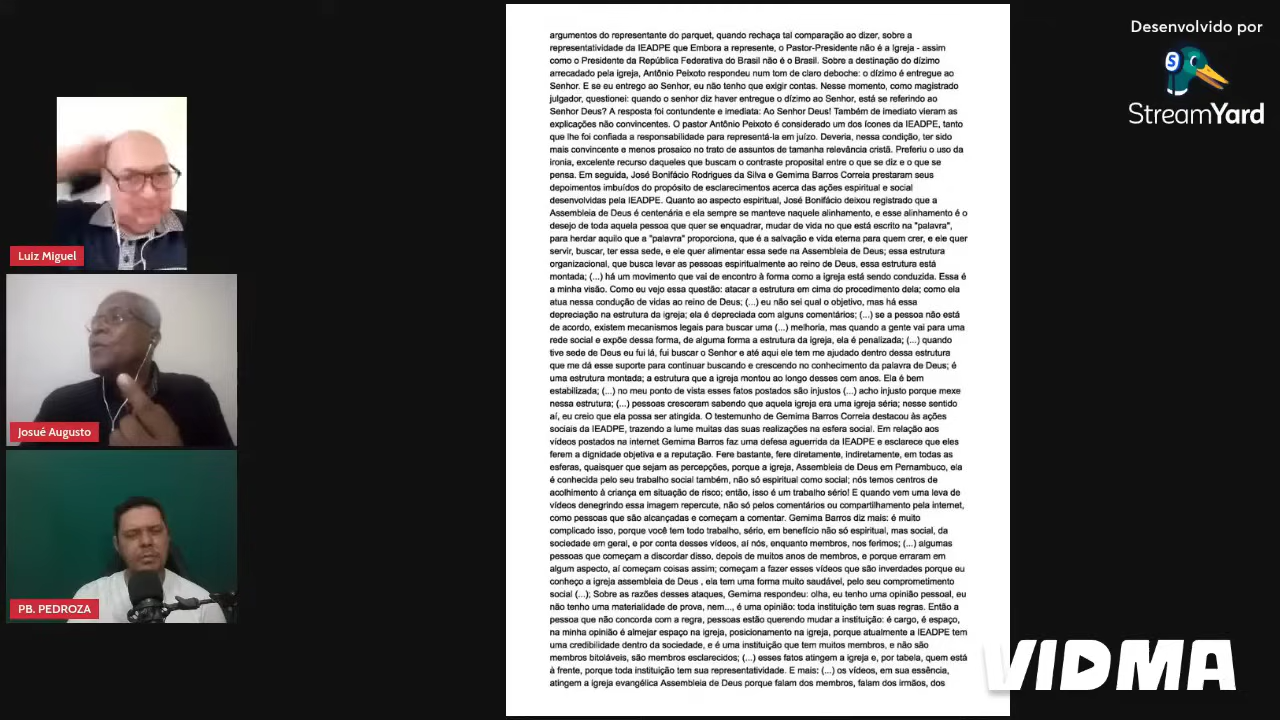 Luiz Miguel
Josué Augusto
PB. PEDROZA
argumentos do representante do parquet, quando rechaça tal comparação ao dizer, sobre a
representatividade da IEADPE que Embora a represente, o Pastor-Presidente não é a Igreja - assim
como o Presidente da República Federativa do Brasil não é o Brasil. Sobre a destinação do dízimo
arrecadado pela igreja, Antônio Peixoto respondeu num tom de claro deboche: o dízimo é entregue ao
Senhor. E se eu entrego ao Senhor, eu não tenho que exigir contas. Nesse momento, como magistrado
julgador, questionei: quando o senhor diz haver entregue o dízimo ao Senhor, está se referindo ao
Senhor Deus? A resposta foi contundente e imediata: Ao Senhor Deus! Também de imediato vieram as
explicações não convincentes. O pastor Antônio Peixoto é considerado um dos ícones da IEADPE, tanto
que lhe foi confiada a responsabilidade para representá-la em juízo. Deveria, nessa condição, ter sido
mais convincente e menos prosaico no trato de assuntos de tamanha relevância cristã. Preferiu o uso da
ironia, excelente recurso daqueles que buscam o contraste proposital entre o que se diz e o que se
pensa. Em seguida, José Bonifácio Rodrigues da Silva e Gemima Barros Correia prestaram seus
depoimentos imbuídos do propósito de esclarecimentos acerca das ações espiritual e social
desenvolvidas pela IEADPE. Quanto ao aspecto espiritual, José Bonifácio deixou registrado que a
Assembleia de Deus é centenária e ela sempre se manteve naquele alinhamento, e esse alinhamento é o
desejo de toda aquela pessoa que quer se enquadrar, mudar de vida no que está escrito na "palavra",
para herdar aquilo que a "palavra" proporciona, que é a salvação e vida eterna para quem crer, e ele quer
servir, buscar, ter essa sede, e ele quer alimentar essa sede na Assembleia de Deus; essa estrutura
organizacional, que busca levar as pessoas espiritualmente ao reino de Deus, essa estrutura está
montada; (...) há um movimento que vai de encontro à forma como a igreja está sendo conduzida. Essa é
a minha visão. Como eu vejo essa questão: atacar a estrutura em cima do procedimento dela; como ela
atua nessa condução de vidas ao reino de Deus; (...) eu não sei qual o objetivo, mas há essa
depreciação na estrutura da igreja; ela é depreciada com alguns comentários; (...) se a pessoa não está
de acordo, existem mecanismos legais para buscar uma (...) melhoria, mas quando a gente vai para uma
rede social e expõe dessa forma, de alguma forma a estrutura da igreja, ela é penalizada; (...) quando
tive sede de Deus eu fui lá, fui buscar o Senhor e até aqui ele tem me ajudado dentro dessa estrutura
que me dá esse suporte para continuar buscando e crescendo no conhecimento da palavra de Deus; é
uma estrutura montada; a estrutura que a igreja montou ao longo desses cem anos. Ela é bem
estabilizada; (...) no meu ponto de vista esses fatos postados são injustos (...) acho injusto porque mexe
nessa estrutura; (...) pessoas cresceram sabendo que aquela igreja era uma igreja séria; nesse sentido
aí, eu creio que ela possa ser atingida. O testemunho de Gemima Barros Correia destacou às ações
sociais da IEADPE, trazendo a lume muitas das suas realizações na esfera social. Em relação aos
vídeos postados na internet Gemima Barros faz uma defesa aguerrida da IEADPE e esclarece que eles
ferem a dignidade objetiva e a reputação. Fere bastante, fere diretamente, indiretamente, em todas as
esferas, quaisquer que sejam as percepções, porque a igreja, Assembleia de Deus em Pernambuco, ela
é conhecida pelo seu trabalho social também, não só espiritual como social; nós temos centros de
acolhimento à criança em situação de risco; então, isso é um trabalho sério! E quando vem uma leva de
vídeos denegrindo essa imagem repercute, não só pelos comentários ou compartilhamento pela internet,
como pessoas que são alcançadas e começam a comentar. Gemima Barros diz mais: é muito
complicado isso, porque você tem todo trabalho, sério, em benefício não só espiritual, mas social, da
sociedade em geral, e por conta desses vídeos, aí nós, enquanto membros, nos ferimos; (...) algumas
pessoas que começam a discordar disso, depois de muitos anos de membros, e porque erraram em
algum aspecto, aí começam coisas assim; começam a fazer esses vídeos que são inverdades porque eu
conheço a igreja assembleia de Deus , ela tem uma forma muito saudável, pelo seu comprometimento
social (...); Sobre as razões desses ataques, Gemima respondeu: olha, eu tenho uma opinião pessoal, eu
não tenho uma materialidade de prova, nem..., é uma opinião: toda instituição tem suas regras. Então a
pessoa que não concorda com a regra, pessoas estão querendo mudar a instituição: é cargo, é espaço,
na minha opinião é almejar espaço na igreja, posicionamento na igreja, porque atualmente a IEADPE tem
uma credibilidade dentro da sociedade, e é uma instituição que tem muitos membros, e não são
membros bitoláveis, são membros esclarecidos; (...) esses fatos atingem a igreja e, por tabela, quem está
à frente, porque toda instituição tem sua representatividade. E mais: (...) os vídeos, em sua essência,
atingem a igreja evangélica Assembleia de Deus porque falam dos membros, falam dos irmãos, dos
Desenvolvido por
StreamYard
VIDMA